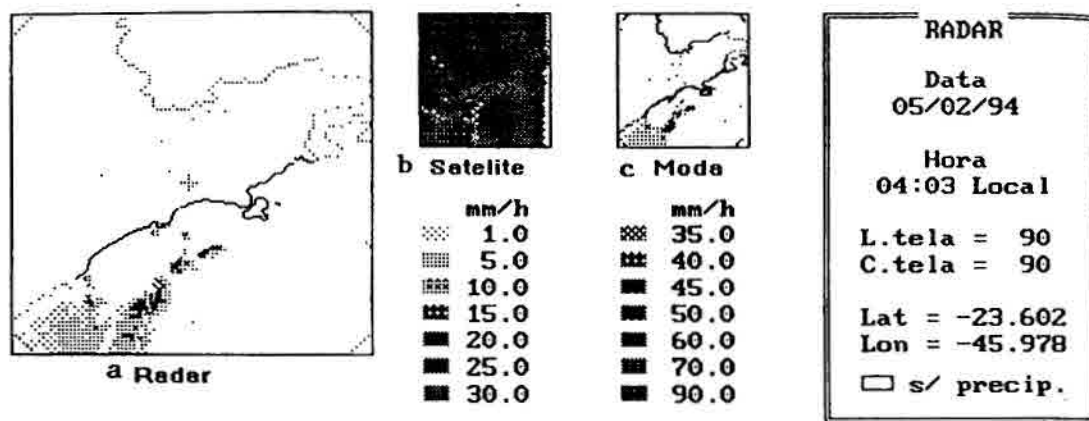 a Radar
b Satelite
c Moda
mm/h
1.0
5.0
10.0
15.0
20.0
25.0
30.0
mm/h
35.0
40.0
45.0
50.0
60.0
70.0
90.0
RADAR
Data
05/02/94
Hora
04:03 Local
L.tela = 90
C.tela = 90
Lat = -23.602
Lon = -45.978
s/ precip.